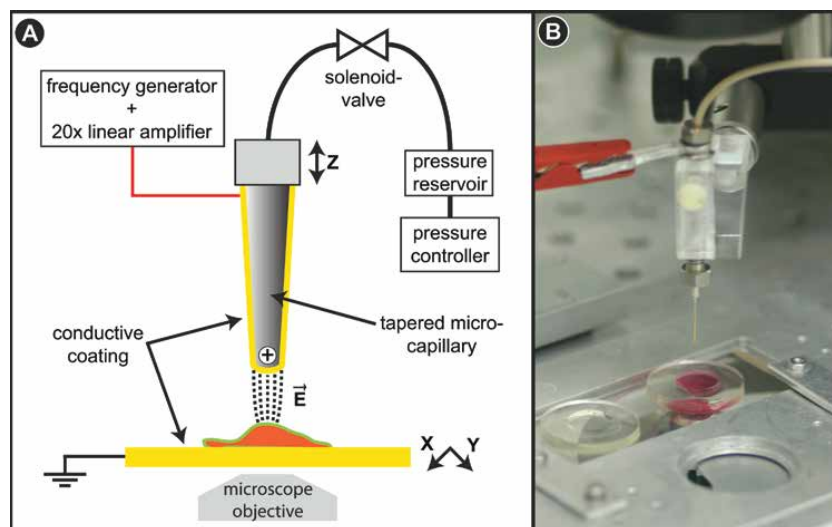 A
frequency generator
+
20x linear amplifier
solenoid-
valve
Z
pressure
reservoir
pressure
controller
conductive
coating
tapered micro-
capillary
+
E
X
Y
microscope
objective
B